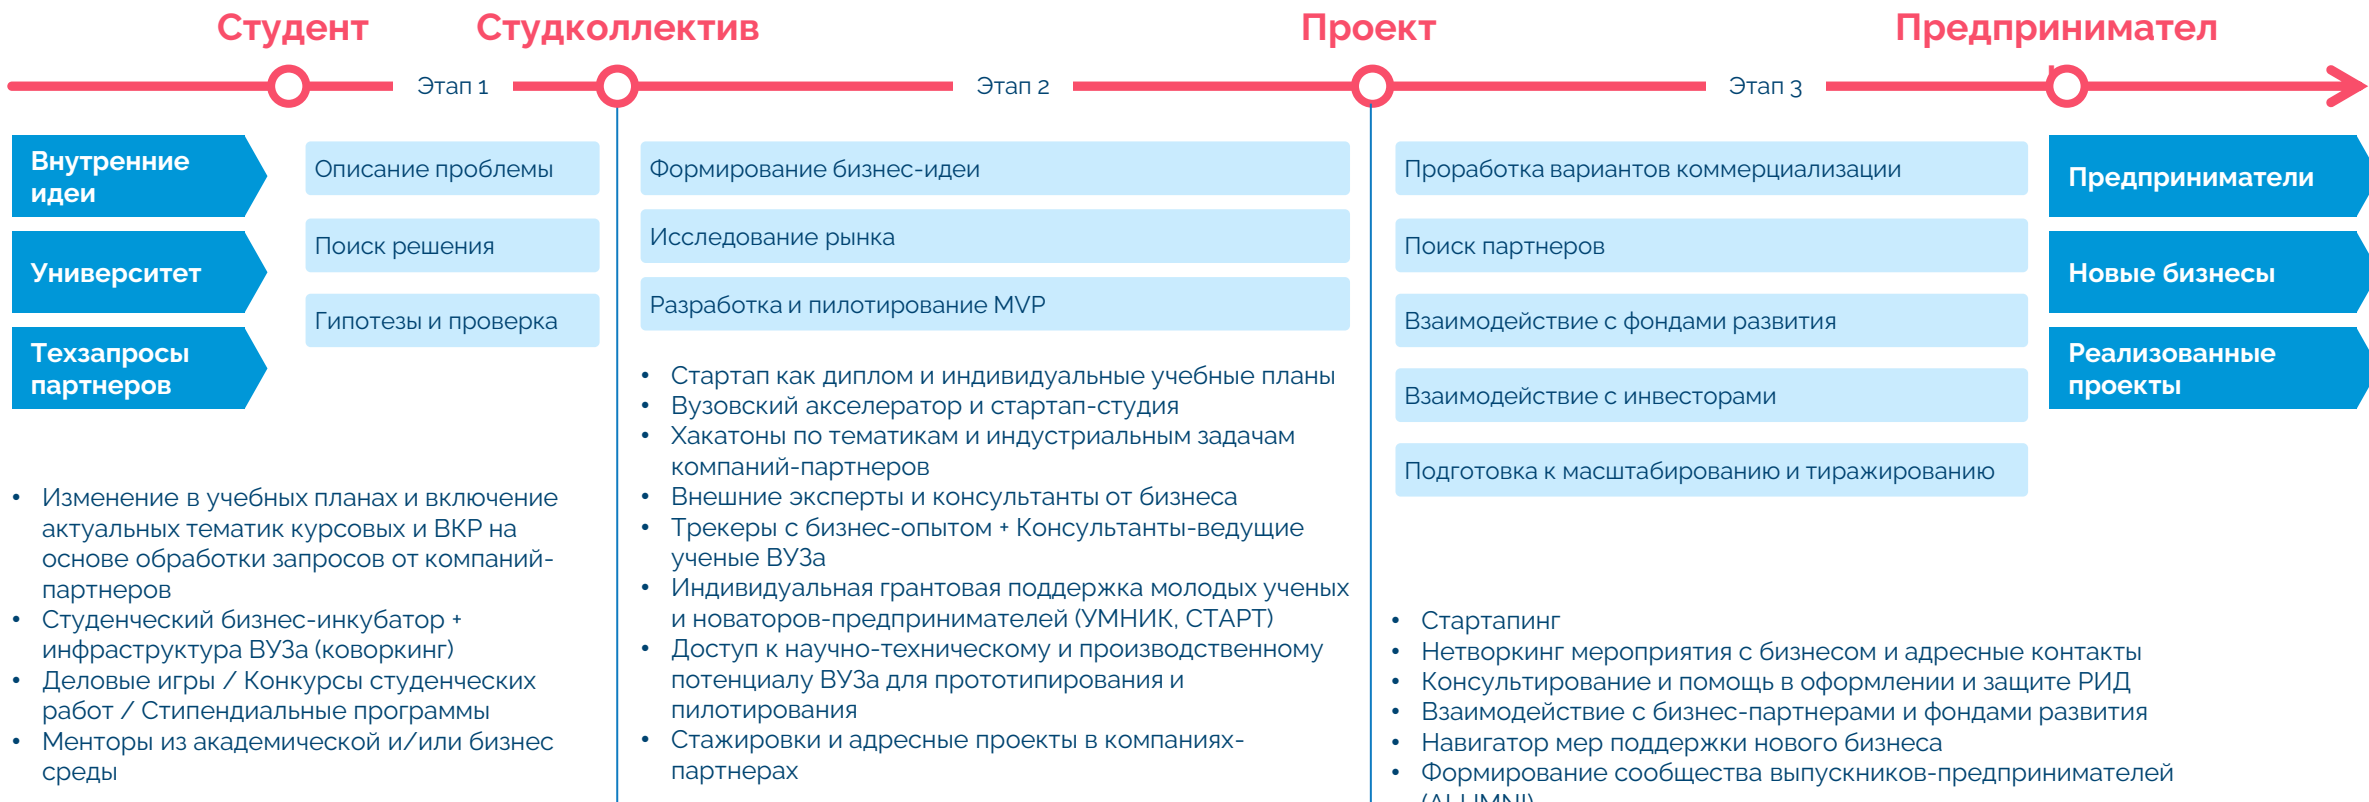 Студент
Студколлектив
Проект
Предпринимател
ь
Этап 1
Этап 2
Этап 3
Внутренние
идеи
Университет
Техзапросы
партнеров
Описание проблемы
Поиск решения
Гипотезы и проверка
• Изменение в учебных планах и включение
актуальных тематик курсовых и ВКР на
основе обработки запросов от компаний-
партнеров
• Студенческий бизнес-инкубатор +
инфраструктура ВУЗа (коворкинг)
• Деловые игры / Конкурсы студенческих
работ / Стипендиальные программы
• Менторы из академической и/или бизнес
среды
Формирование бизнес-идеи
Исследование рынка
Разработка и пилотирование MVP
• Стартап как диплом и индивидуальные учебные планы
• Вузовский акселератор и стартап-студия
• Хакатоны по тематикам и индустриальным задачам
компаний-партнеров
• Внешние эксперты и консультанты от бизнеса
• Трекеры с бизнес-опытом + Консультанты-ведущие
ученые ВУЗа
• Индивидуальная грантовая поддержка молодых ученых
и новаторов-предпринимателей (УМНИК, СТАРТ)
• Доступ к научно-техническому и производственному
потенциалу ВУЗа для прототипирования и
пилотирования
• Стажировки и адресные проекты в компаниях-
партнерах
Проработка вариантов коммерциализации
Поиск партнеров
Взаимодействие с фондами развития
Взаимодействие с инвесторами
Подготовка к масштабированию и тиражированию
• Стартапинг
• Нетворкинг мероприятия с бизнесом и адресные контакты
• Консультирование и помощь в оформлении и защите РИД
• Взаимодействие с бизнес-партнерами и фондами развития
• Навигатор мер поддержки нового бизнеса
• Формирование сообщества выпускников-предпринимателей
(ALUMNI)
Предприниматели
Новые бизнесы
Реализованные
проекты